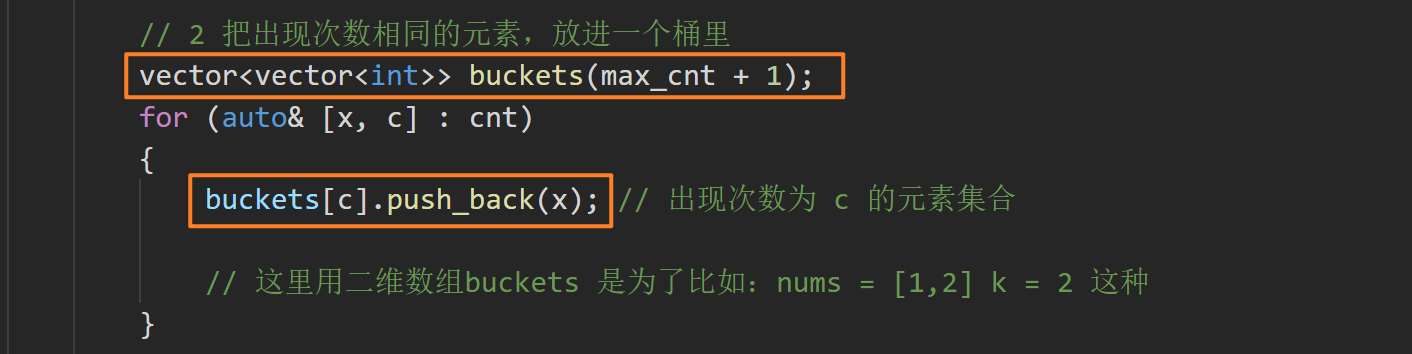 // 2 把出现次数相同的元素，放进一个桶里
vector<vector<int>> buckets(max_cnt + 1);
for (auto& [x, c] : cnt)
{
buckets[c].push_back(x); // 出现次数为 c 的元素集合
// 这里用二维数组buckets 是为了比如：nums = [1,2] k = 2 这种
}